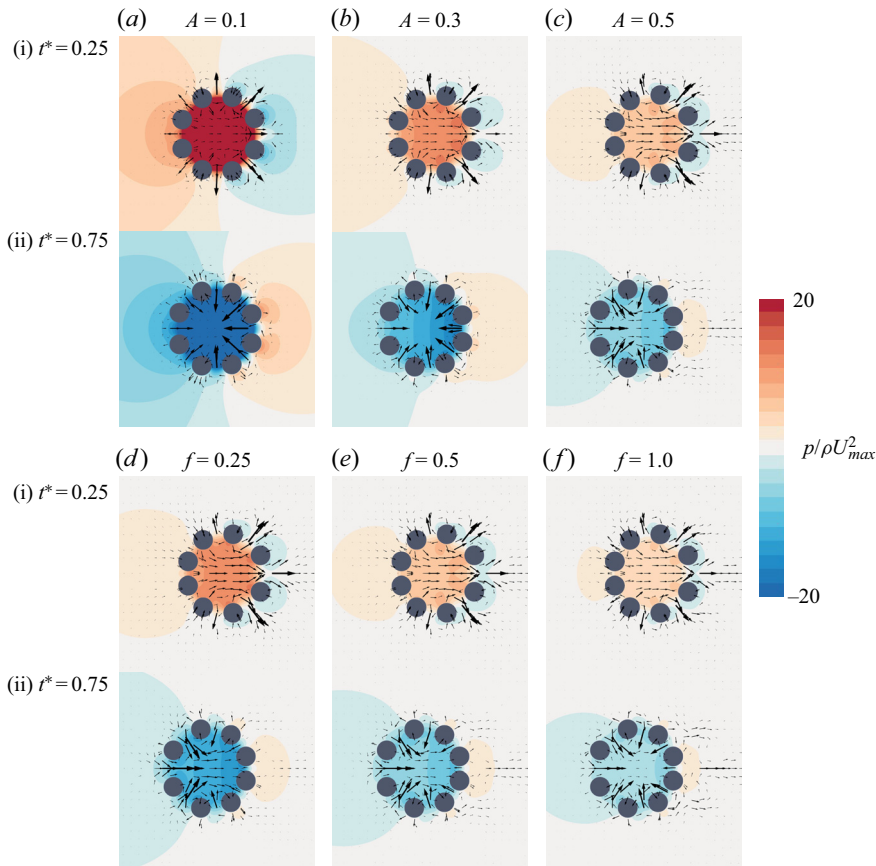 (a) A = 0.1 (b) A = 0.3 (c) A = 0.5
(i) t* = 0.25
(ii) t* = 0.75
20
p/ρU²max
–20
(d) f = 0.25 (e) f = 0.5 (f) f = 1.0
(i) t* = 0.25
(ii) t* = 0.75